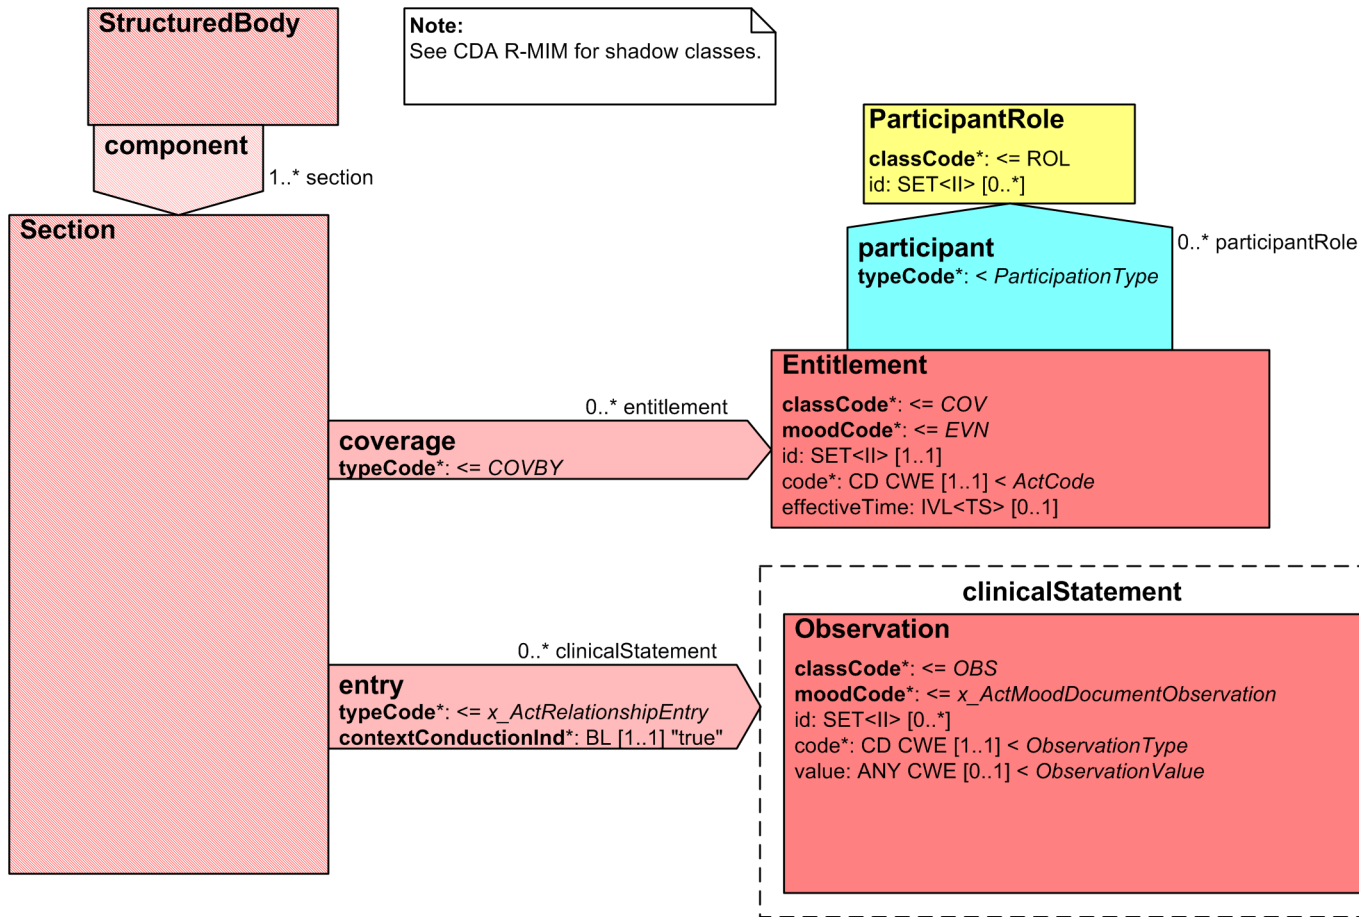 StructuredBody
Note:
See CDA R-MIM for shadow classes.
component
1..* section
Section
ParticipantRole
classCode*: <= ROL
id: SET<II> [0..*]
participant
typeCode*: < ParticipationType
0..* participantRole
Entitlement
classCode*: <= COV
moodCode*: <= EVN
id: SET<II> [1..1]
code*: CD CWE [1..1] < ActCode
effectiveTime: IVL<TS> [0..1]
0..* entitlement
coverage
typeCode*: <= COVBY
clinicalStatement
Observation
classCode*: <= OBS
moodCode*: <= x_ActMoodDocumentObservation
id: SET<II> [0..*]
code*: CD CWE [1..1] < ObservationType
value: ANY CWE [0..1] < ObservationValue
0..* clinicalStatement
entry
typeCode*: <= x_ActRelationshipEntry
contextConductionInd*: BL [1..1] "true"